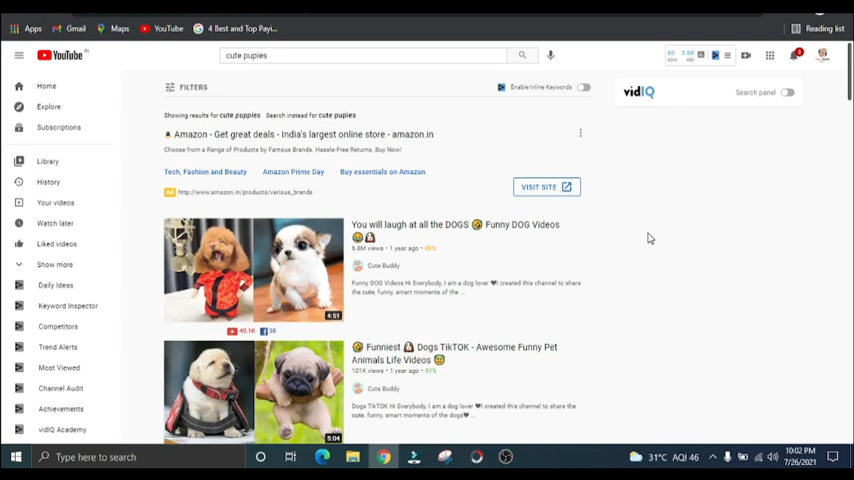 Apps Gmail Maps YouTube 4 Best and Top Payi... Reading list
YouTube IN cute pupies
Home
Explore
Subscriptions
Library
History
Your videos
Watch later
Liked videos
Show more
Daily Ideas
Keyword Inspector
Competitors
Trend Alerts
Most Viewed
Channel Audit
Achievements
vidIQ Academy
FILTERS Enable Inline Keywords
Showing results for cute puppies Search instead for cute pupies
Amazon - Get great deals - India's largest online store - amazon.in
Choose from a Range of Products by Famous Brands. Hassle-Free Returns. Buy Now!
Tech, Fashion and Beauty Amazon Prime Day Buy essentials on Amazon
VISIT SITE
Ad http://www.amazon.in/products/various_brands
You will laugh at all the DOGS 🤣 Funny DOG Videos
6.8M views • 1 year ago • 80%
Cute Buddy
Funny DOG Videos Hi Everybody, I am a dog lover ❤I created this channel to share
the cute, funny, smart moments of the ...
4:51
40.1K 38
🤣 Funniest 🐶 Dogs TikTOK - Awesome Funny Pet
Animals Life Videos 😇
101K views • 1 year ago • 91%
Cute Buddy
Dogs TikTOK Hi Everybody, I am a dog lover ❤I created this channel to share the
cute, funny, smart moments of the dogs❤ ...
5:04
vidIQ Search panel
Type here to search
31°C AQI 46
10:02 PM
7/26/2021